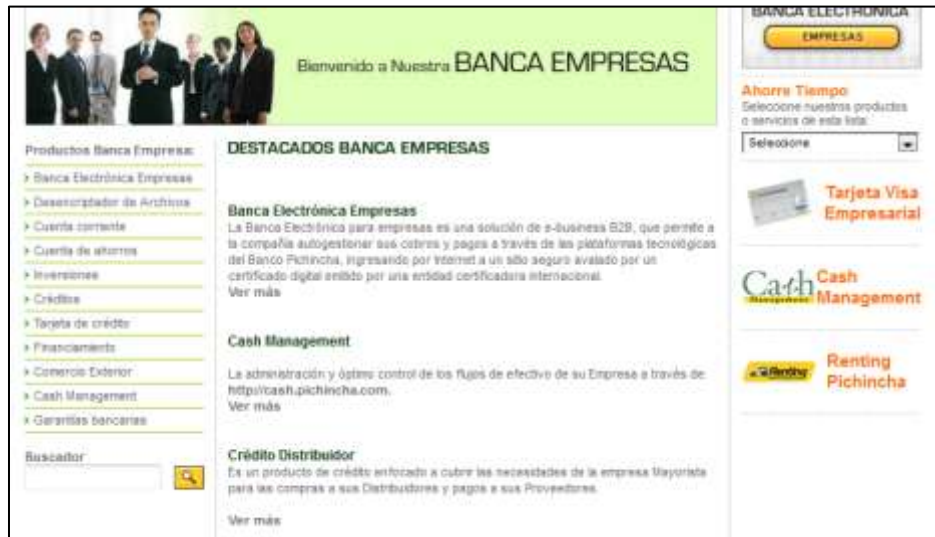 Bienvenido a Nuestra BANCA EMPRESAS
BANCA ELECTRONICA
EMPRESAS
Ahorre Tiempo
Seleccione nuestros productos
o servicios de esta lista:
Seleccione
Tarjeta Visa
Empresarial
Cash
Management
Cash
Management
Renting
Renting
Pichincha
Productos Banca Empresa:
Banca Electrónica Empresas
Desencriptador de Archivos
Cuenta corriente
Cuenta de ahorros
Inversiones
Créditos
Tarjeta de crédito
Financiamiento
Comercio Exterior
Cash Management
Garantías bancarias
Buscador
DESTACADOS BANCA EMPRESAS
Banca Electrónica Empresas
La Banca Electrónica para empresas es una solución de e-business B2B, que permite a
la compañía autogestionar sus cobros y pagos a través de las plataformas tecnológicas
del Banco Pichincha, ingresando por Internet a un sitio seguro avalado por un
certificado digital emitido por una entidad certificadora internacional.
Ver más
Cash Management
La administración y óptimo control de los flujos de efectivo de su Empresa a través de:
http://cash.pichincha.com.
Ver más
Crédito Distribuidor
Es un producto de crédito enfocado a cubrir las necesidades de la empresa Mayorista
para las compras a sus Distribuidores y pagos a sus Proveedores.
Ver más